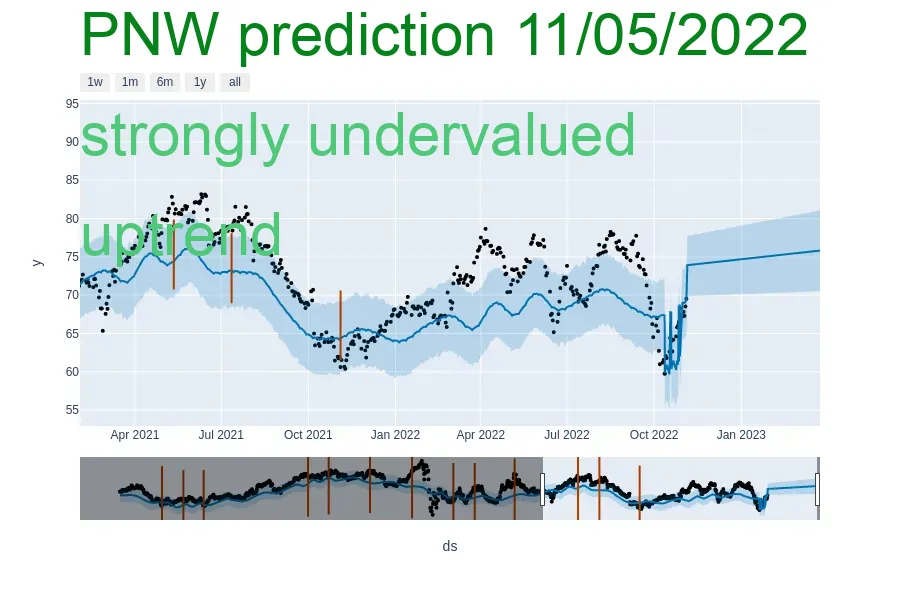 PNW prediction 11/05/2022
1w 1m 6m 1y all
strongly undervalued
uptrend
95
90
85
80
75
70
65
60
55
y
Apr 2021 Jul 2021 Oct 2021 Jan 2022 Apr 2022 Jul 2022 Oct 2022 Jan 2023
ds